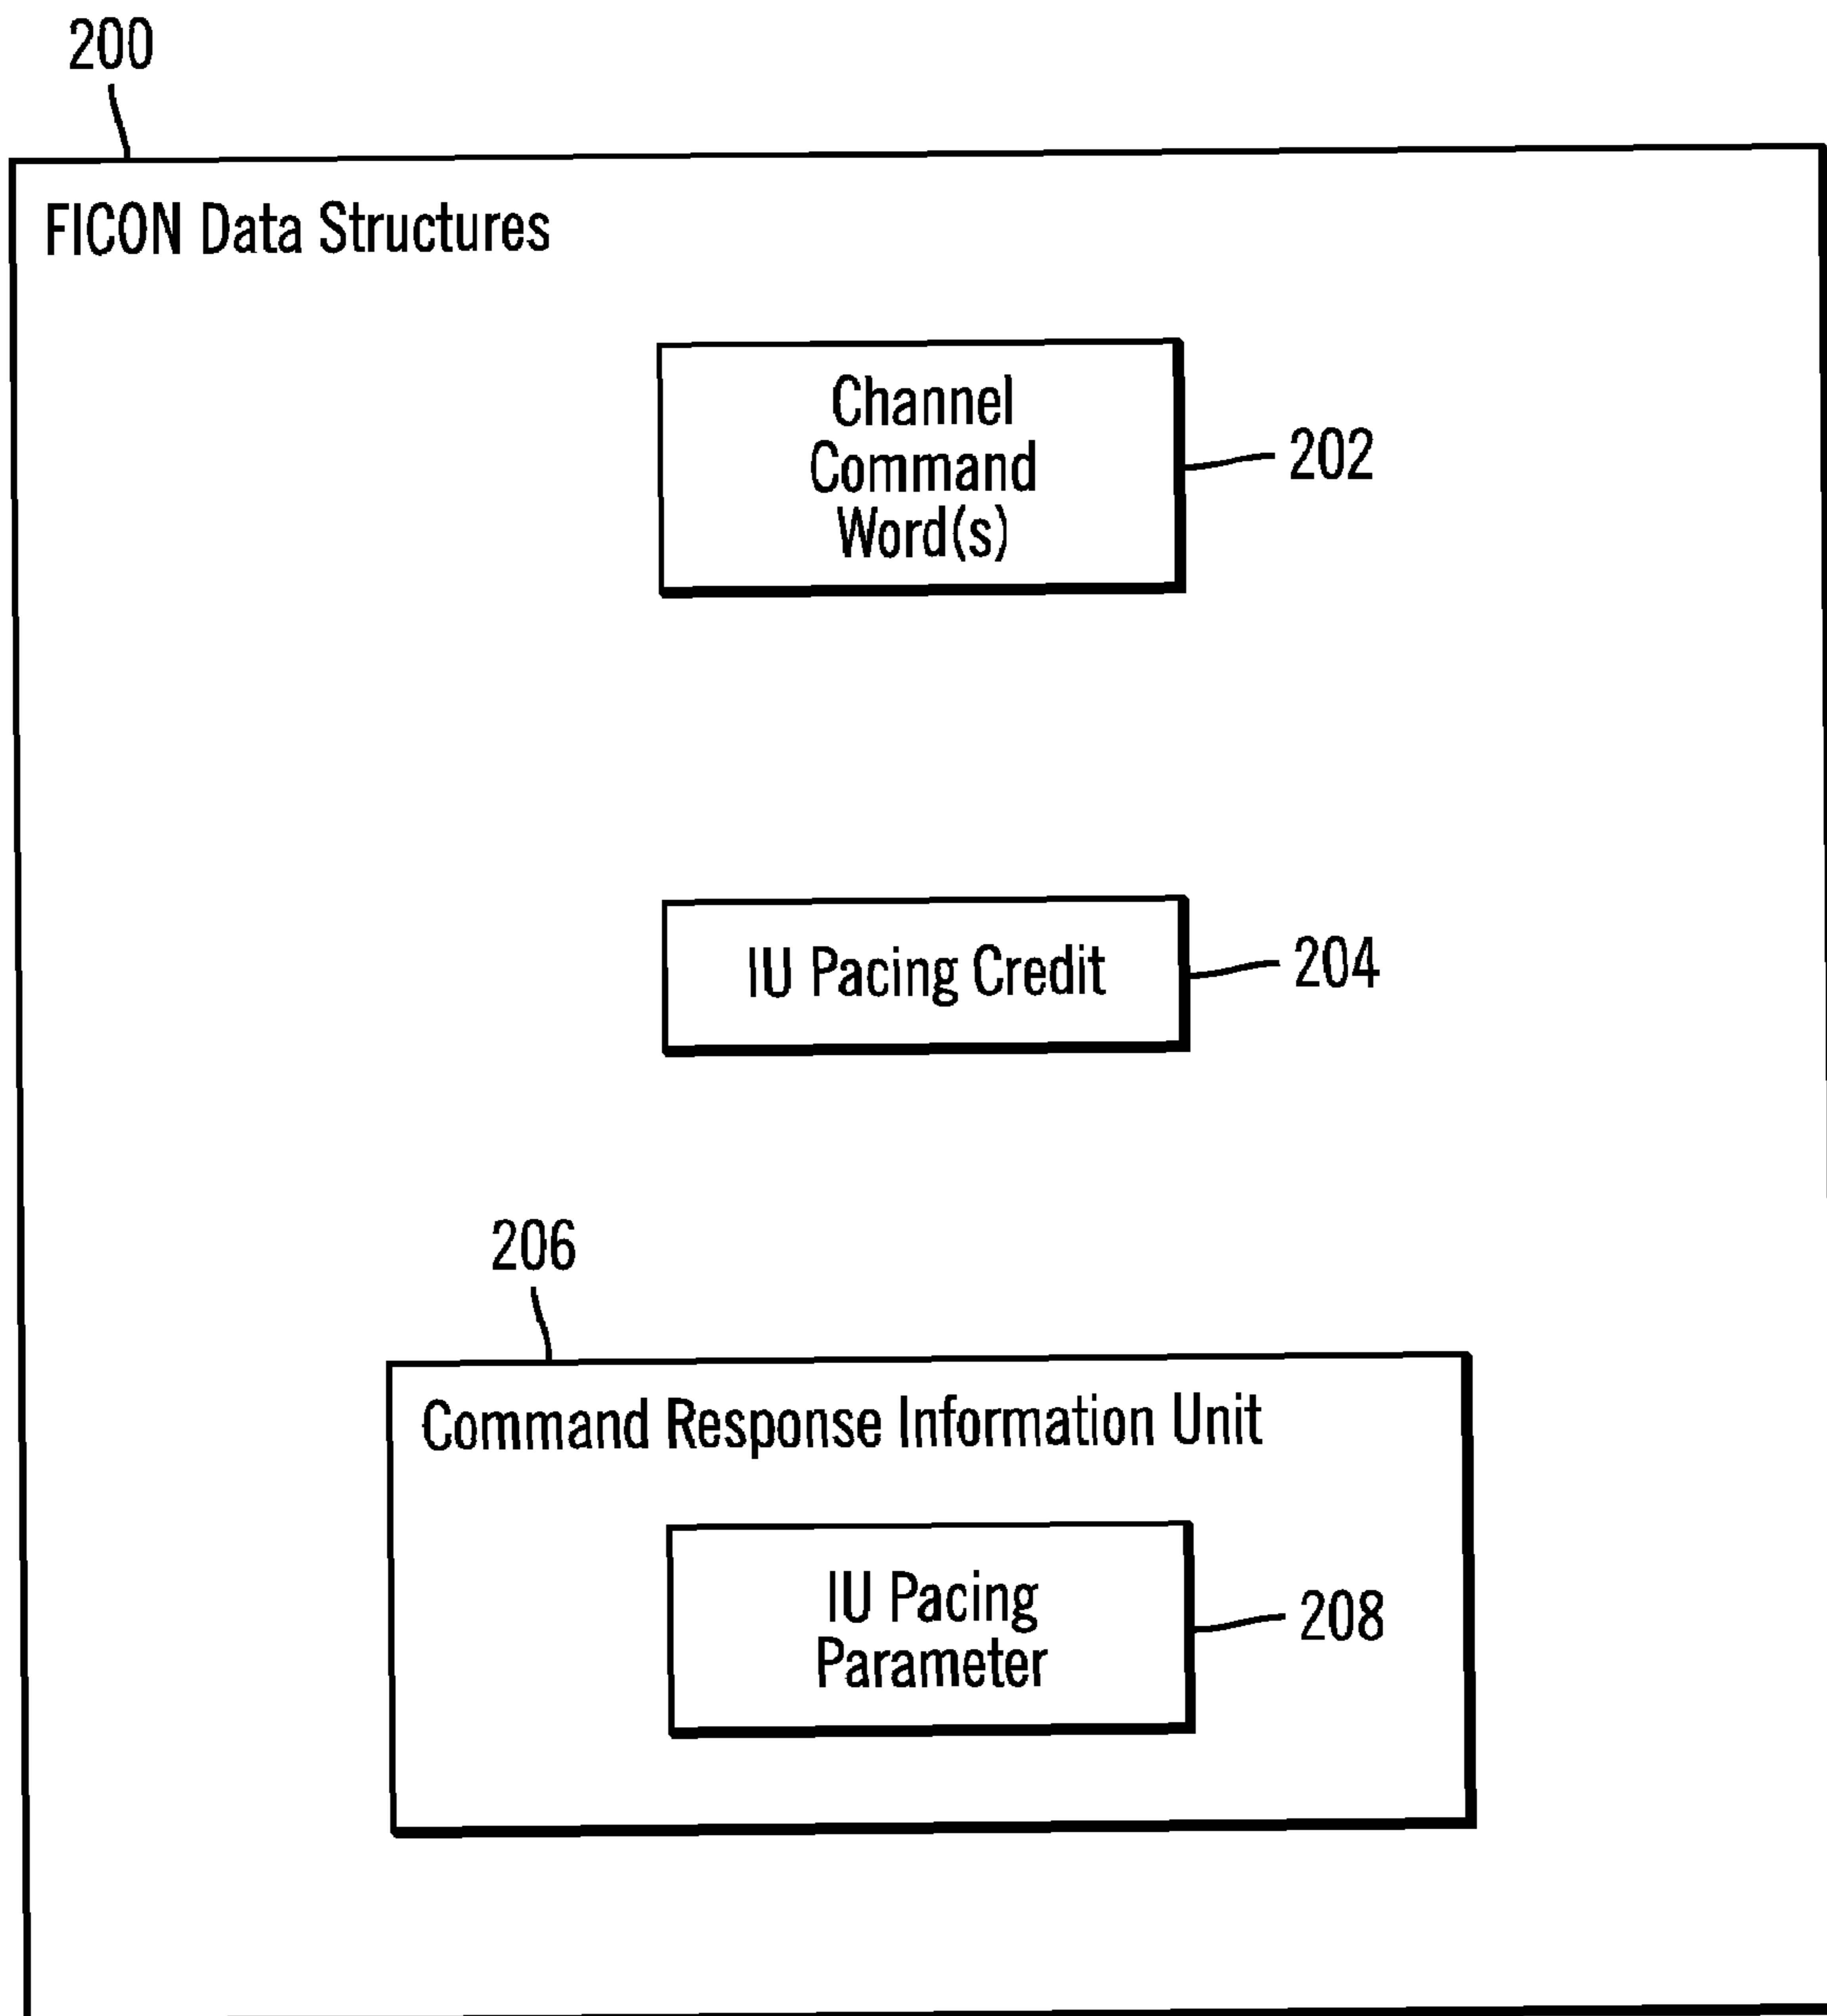 200
FICON Data Structures
Channel
Command
Word(s)
202
IU Pacing Credit
204
206
Command Response Information Unit
IU Pacing
Parameter
208